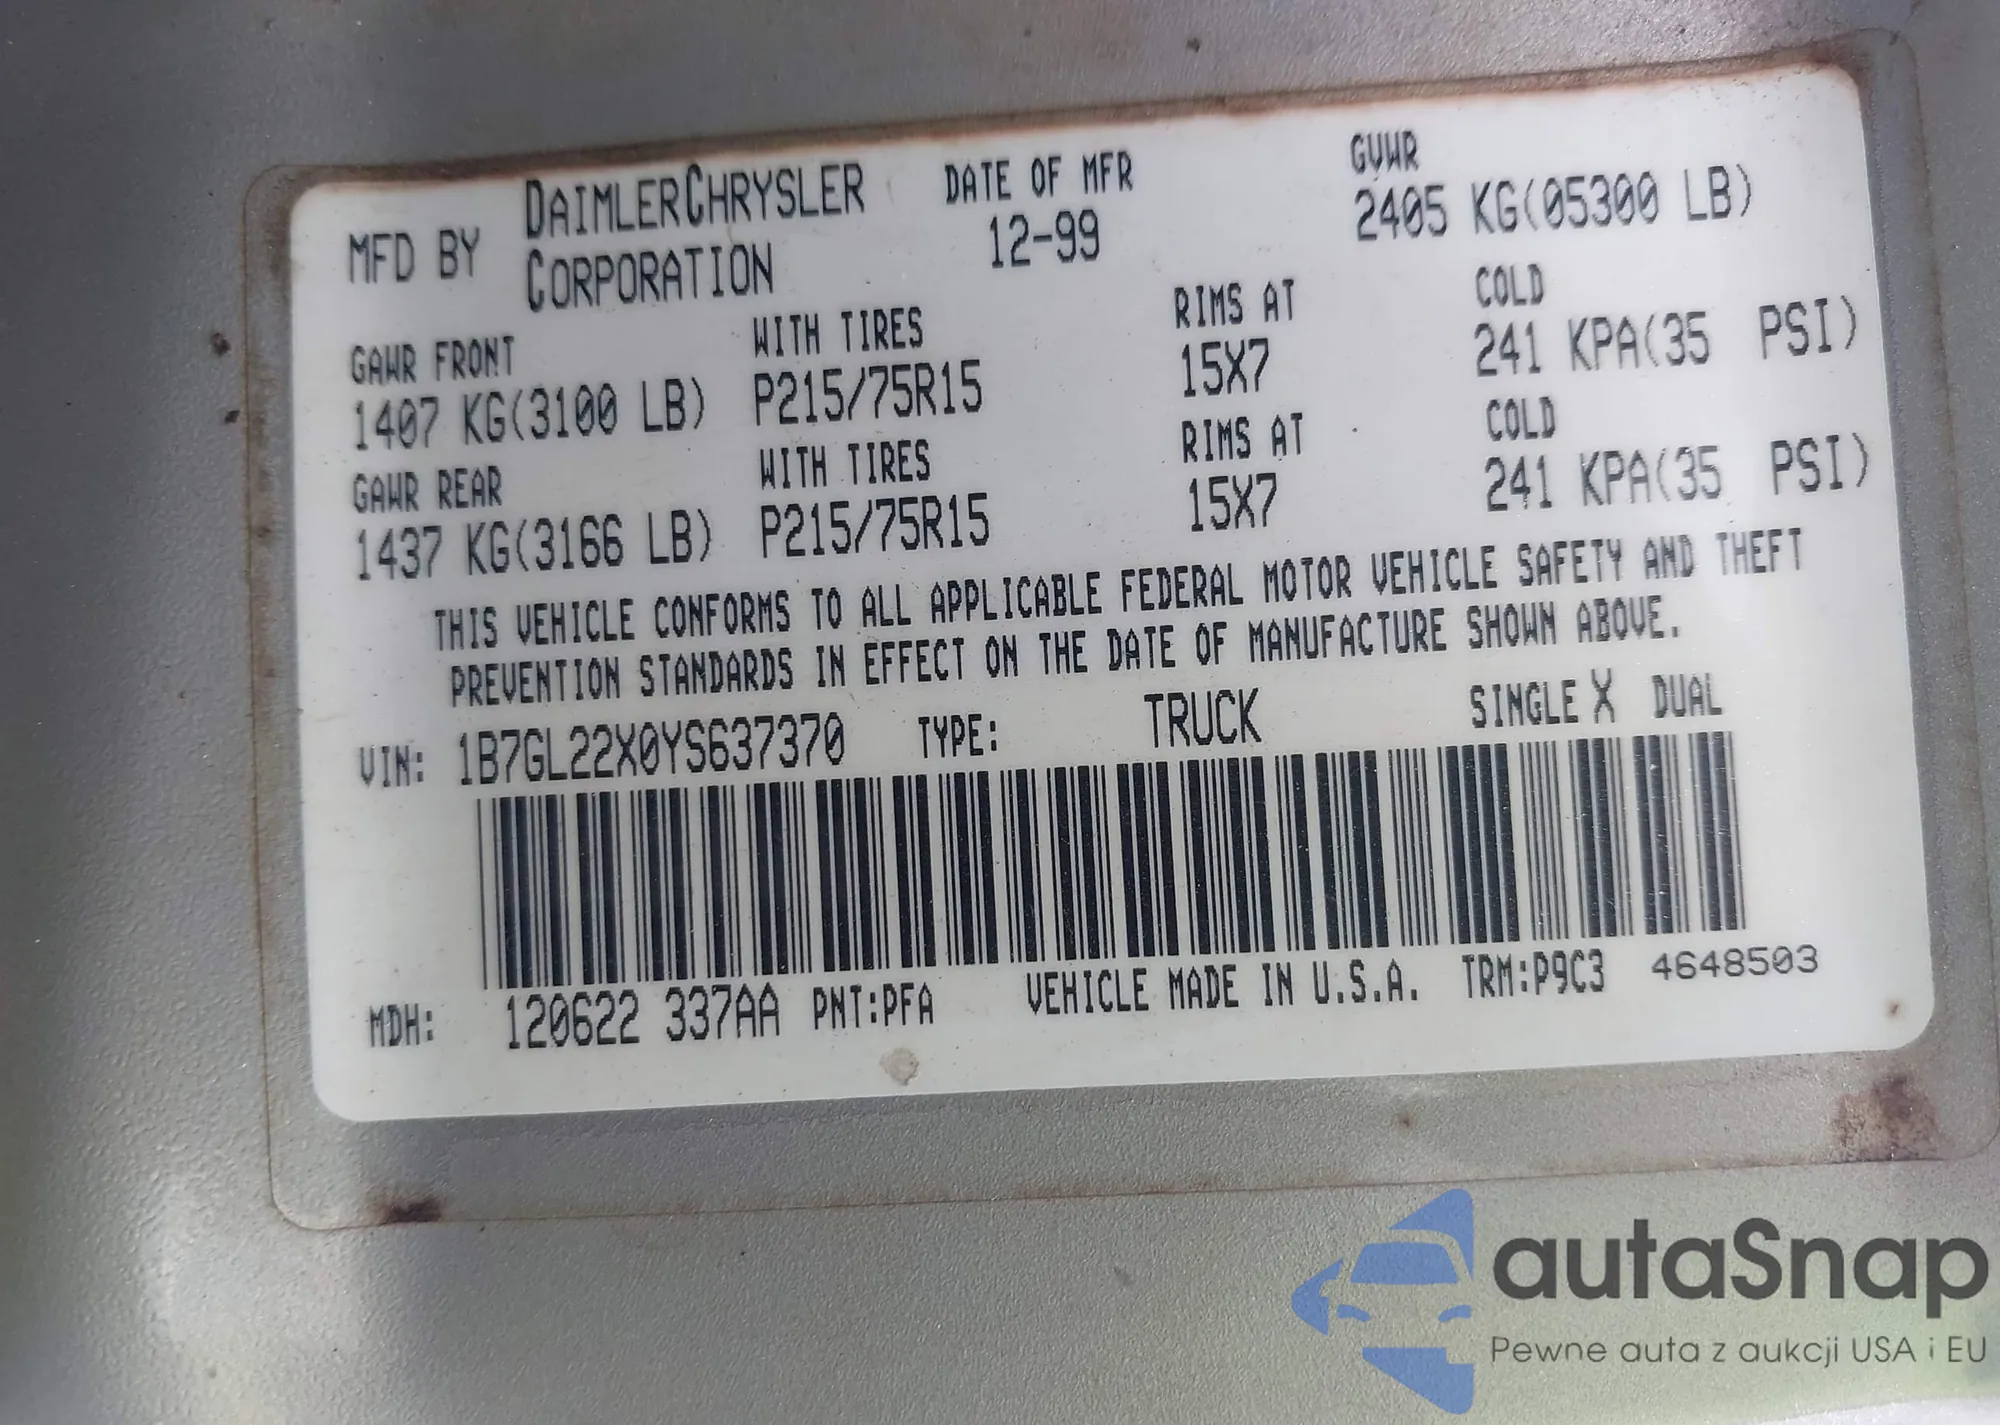 MFD BY DAIMLERCHRYSLER CORPORATION DATE OF MFR 12-99 GVWR 2405 KG(05300 LB)
GAWR FRONT WITH TIRES RIMS AT COLD
1407 KG(3100 LB) P215/75R15 15X7 241 KPA(35 PSI)
GAWR REAR WITH TIRES RIMS AT COLD
1437 KG(3166 LB) P215/75R15 15X7 241 KPA(35 PSI)
THIS VEHICLE CONFORMS TO ALL APPLICABLE FEDERAL MOTOR VEHICLE SAFETY AND THEFT
PREVENTION STANDARDS IN EFFECT ON THE DATE OF MANUFACTURE SHOWN ABOVE.
VIN: 1B7GL22X0YS637370 TYPE: TRUCK SINGLE X DUAL
MDH: 120622 337AA PNT:PFA VEHICLE MADE IN U.S.A. TRM:P9C3 4648503
autaSnap
Pewne auta z aukcji USA i EU